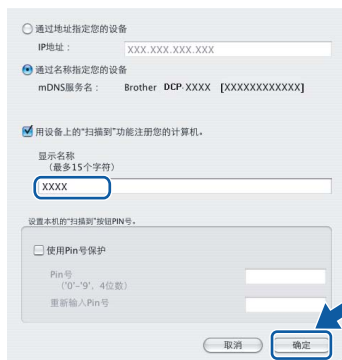 通过地址指定您的设备
IP地址： XXX.XXX.XXX.XXX
通过名称指定您的设备
mDNS服务名： Brother DCP-XXXX [XXXXXXXXXXXX]
用设备上的“扫描到”功能注册您的计算机。
显示名称
（最多15个字符）
XXXX
设置本机的“扫描到”按钮PIN号。
使用Pin号保护
Pin号
（'0'-'9'，4位数）
重新输入Pin号
取消 确定